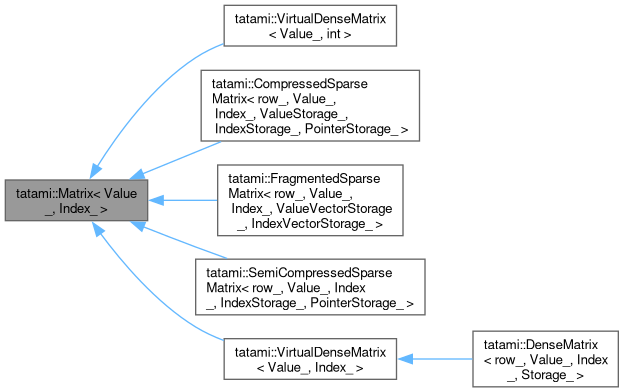 tatami::VirtualDenseMatrix
< Value_, int >
tatami::CompressedSparse
Matrix< row_, Value_,
Index_, ValueStorage_,
IndexStorage_, PointerStorage_ >
tatami::Matrix< Value
_, Index_ >
tatami::FragmentedSparse
Matrix< row_, Value_,
Index_, ValueVectorStorage
_, IndexVectorStorage_ >
tatami::SemiCompressedSparse
Matrix< row_, Value_, Index
_, IndexStorage_, PointerStorage_ >
tatami::VirtualDenseMatrix
< Value_, Index_ >
tatami::DenseMatrix
< row_, Value_, Index
_, Storage_ >